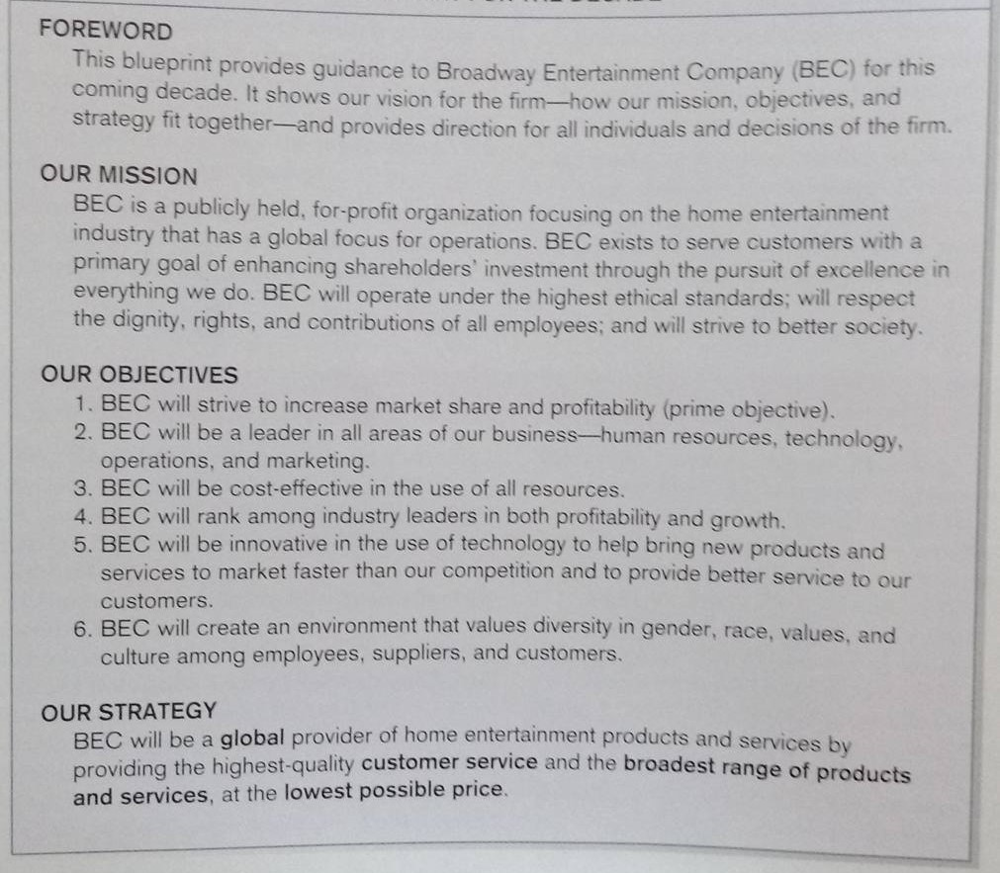 FOREWORD
This blueprint provides guidance to Broadway Entertainment Company (BEC) for this
coming decade. It shows our vision for the firm—how our mission, objectives, and
strategy fit together—and provides direction for all individuals and decisions of the firm.
OUR MISSION
BEC is a publicly held, for-profit organization focusing on the home entertainment
industry that has a global focus for operations. BEC exists to serve customers with a
primary goal of enhancing shareholders' investment through the pursuit of excellence in
everything we do. BEC will operate under the highest ethical standards; will respect
the dignity, rights, and contributions of all employees; and will strive to better society.
OUR OBJECTIVES
1. BEC will strive to increase market share and profitability (prime objective).
2. BEC will be a leader in all areas of our business—human resources, technology,
operations, and marketing.
3. BEC will be cost-effective in the use of all resources.
4. BEC will rank among industry leaders in both profitability and growth.
5. BEC will be innovative in the use of technology to help bring new products and
services to market faster than our competition and to provide better service to our
customers.
6. BEC will create an environment that values diversity in gender, race, values, and
culture among employees, suppliers, and customers.
OUR STRATEGY
BEC will be a global provider of home entertainment products and services by
providing the highest-quality customer service and the broadest range of products
and services, at the lowest possible price.